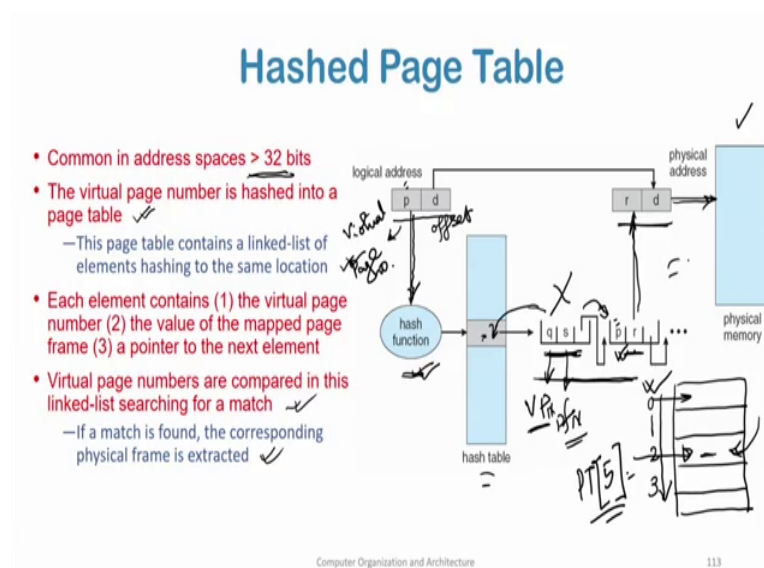 Hashed Page Table
• Common in address spaces > 32 bits
• The virtual page number is hashed into a
page table
–This page table contains a linked-list of
elements hashing to the same location
• Each element contains (1) the virtual page
number (2) the value of the mapped page
frame (3) a pointer to the next element
• Virtual page numbers are compared in this
linked-list searching for a match
–If a match is found, the corresponding
physical frame is extracted
logical address
p d
virtual
Page
no.
offset
hash
function
hash table
q s
p r
•••
VPN
PFN
r d
physical
address
physical
memory
PT[5]
0
1
2
3
Computer Organization and Architecture
113